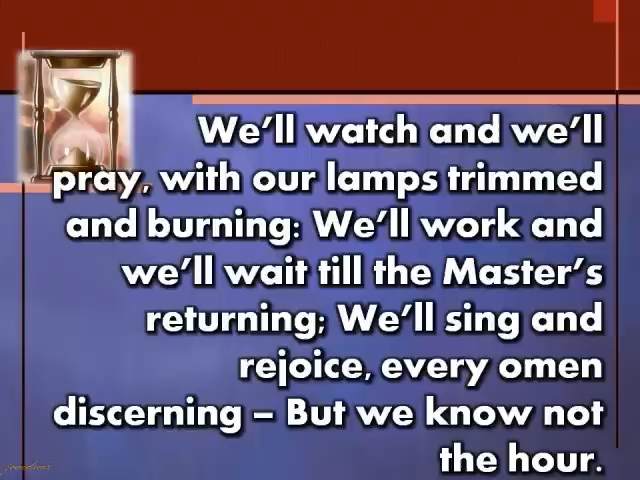 We'll watch and we'll
pray, with our lamps trimmed
and burning: We'll work and
we'll wait till the Master's
returning; We'll sing and
rejoice, every omen
discerning – But we know not
the hour.